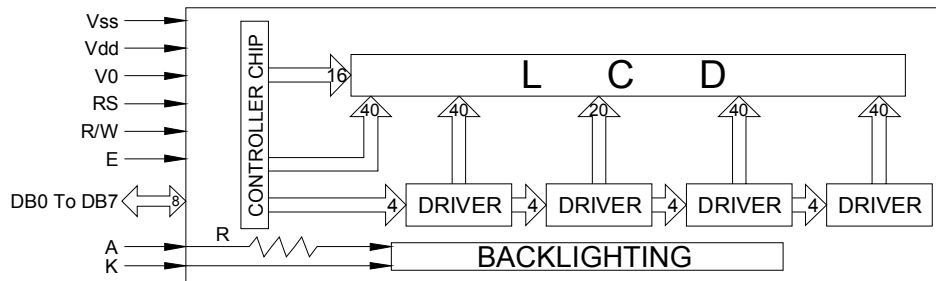 Vss
Vdd
V0
RS
R/W
E
DB0 To DB7
8
A
K
R
CONTROLLER CHIP
16
L C D
40
40
20
40
40
4
DRIVER
4
DRIVER
4
DRIVER
4
DRIVER
BACKLIGHTING